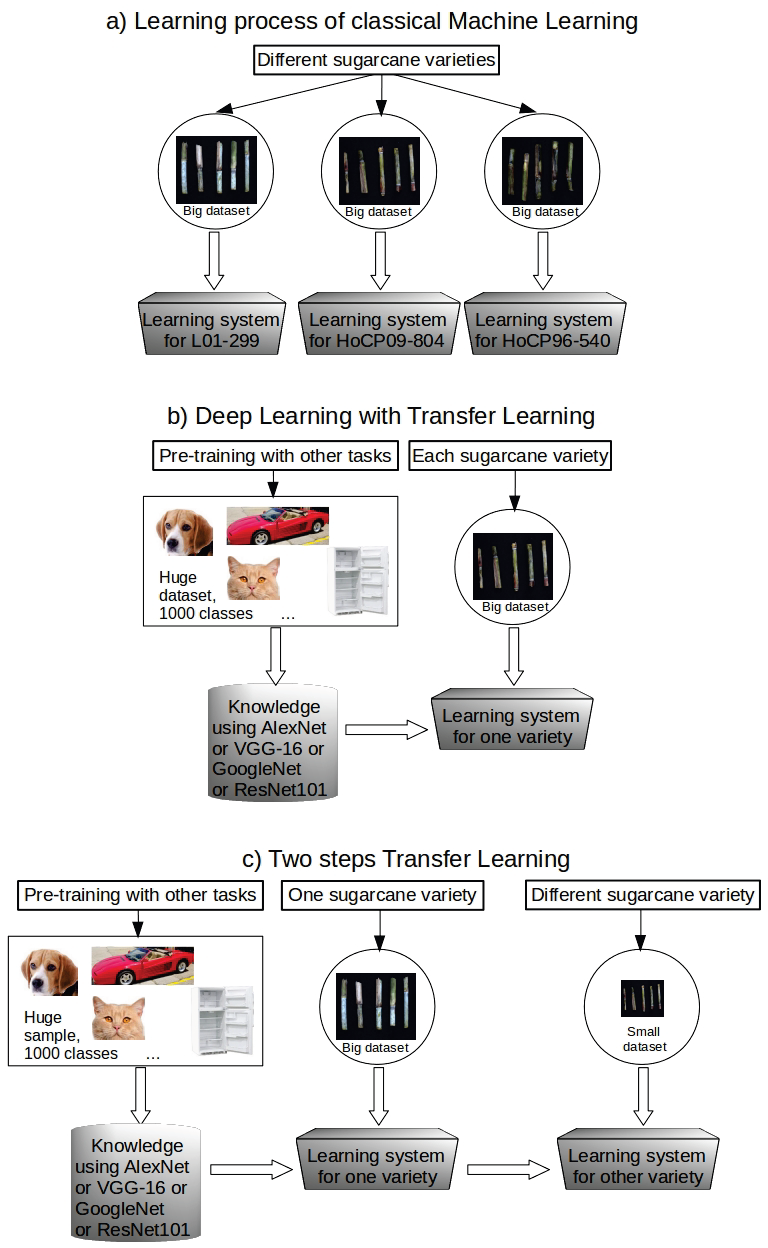 a) Learning process of classical Machine Learning
Different sugarcane varieties
Big dataset
Big dataset
Big dataset
Learning system
for L01-299
Learning system
for HoCP09-804
Learning system
for HoCP96-540
b) Deep Learning with Transfer Learning
Pre-training with other tasks
Each sugarcane variety
Huge
dataset,
1000 classes ...
Big dataset
Knowledge
using AlexNet
or VGG-16 or
GoogleNet
or ResNet101
Learning system
for one variety
c) Two steps Transfer Learning
Pre-training with other tasks
One sugarcane variety
Different sugarcane variety
Huge
sample,
1000 classes ...
Big dataset
Small
dataset
Knowledge
using AlexNet
or VGG-16 or
GoogleNet
or ResNet101
Learning system
for one variety
Learning system
for other variety